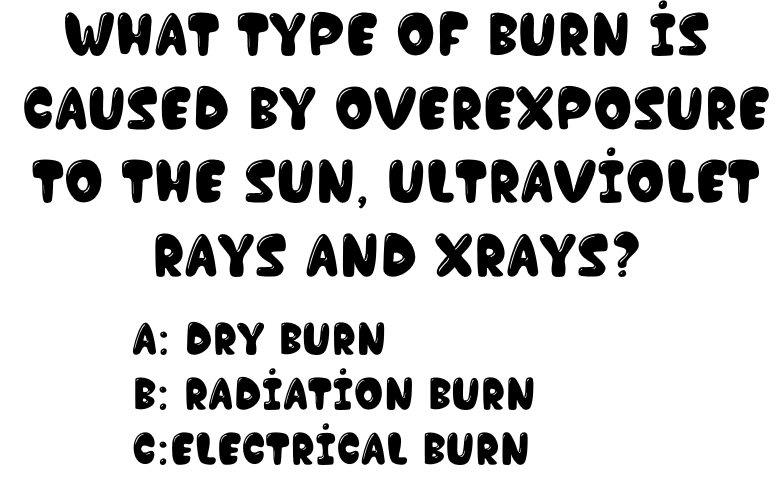 WHAT TYPE OF BURN İS
CAUSED BY OVEREXPOSURE
TO THE SUN, ULTRAVİOLET
RAYS AND XRAYS?
A: DRY BURN
B: RADİATİON BURN
C:ELECTRİCAL BURN